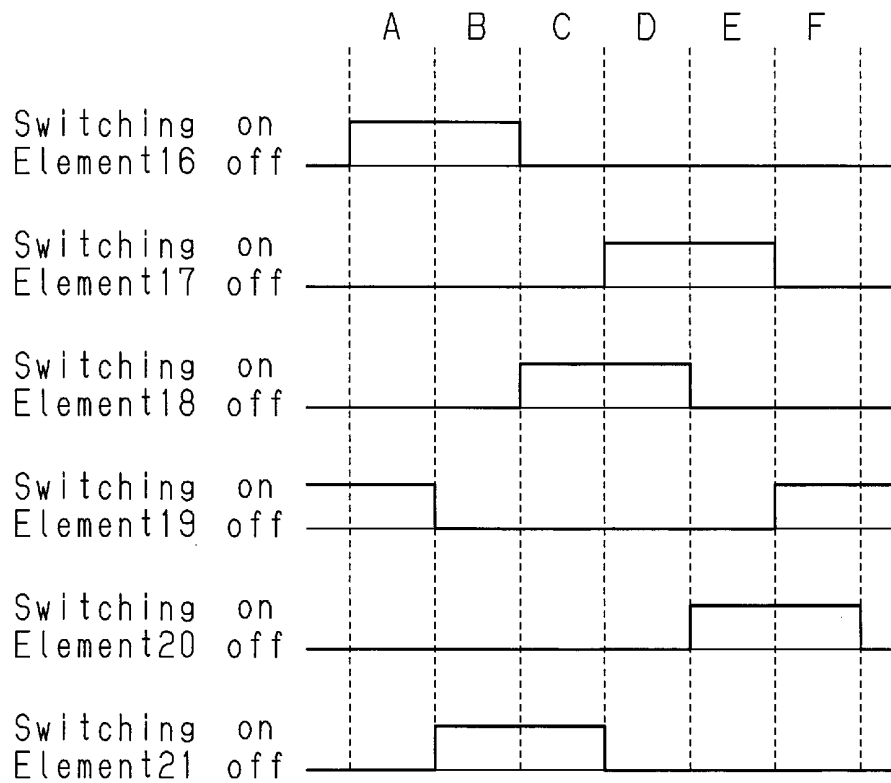 A B C D E F
Switching on
Element16 off
Switching on
Element17 off
Switching on
Element18 off
Switching on
Element19 off
Switching on
Element20 off
Switching on
Element21 off